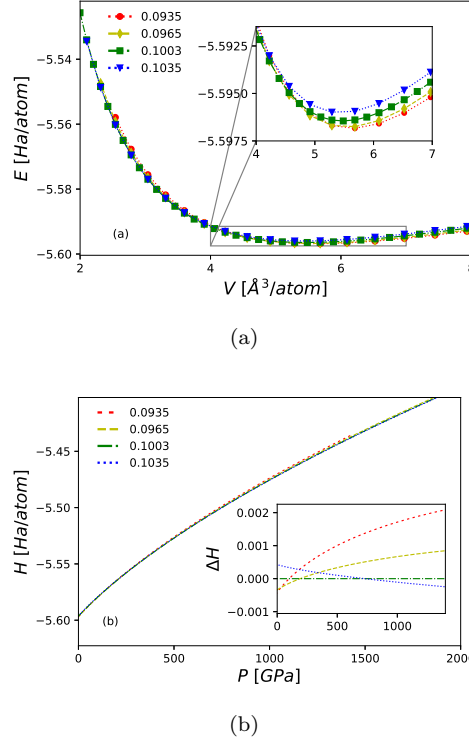 0.0935
0.0965
0.1003
0.1035
−5.5925
−5.5950
−5.5975
4 5 6 7
−5.54
−5.56
−5.58
−5.60
E [Ha/atom]
(a)
2 4 6 8
V [Å³/atom]
(a)
0.0935
0.0965
0.1003
0.1035
−5.45
−5.50
−5.55
−5.60
H [Ha/atom]
0.002
0.001
0.000
−0.001
ΔH
0 500 1000
(b)
0 500 1000 1500 2000
P [GPa]
(b)